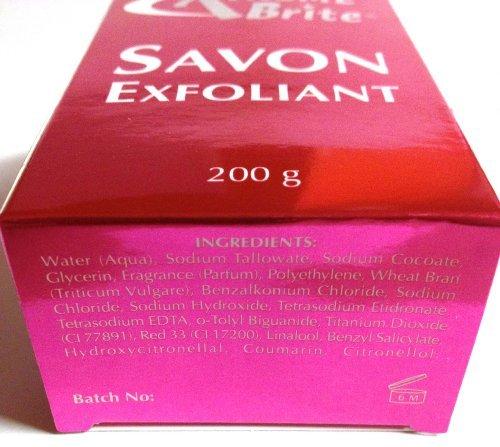 Brite
SAVON
EXFOLIANT
200 g
INGREDIENTS:
Water (Aqua), Sodium Tallowate, Sodium Cocoate,
Glycerin, Fragrance (Parfum), Polyethylene, Wheat Bran
(Triticum Vulgare), Benzalkonium Chloride, Sodium
Chloride, Sodium Hydroxide, Tetrasodium Etidronate
Tetrasodium EDTA, o-Tolyl Biguanide, Titanium Dioxide
(CI 77891), Red 33 (CI 17200), Linalool, Benzyl Salicylate
Hydroxycitronellal, Coumarin, Citronellol.
Batch No:
6 M